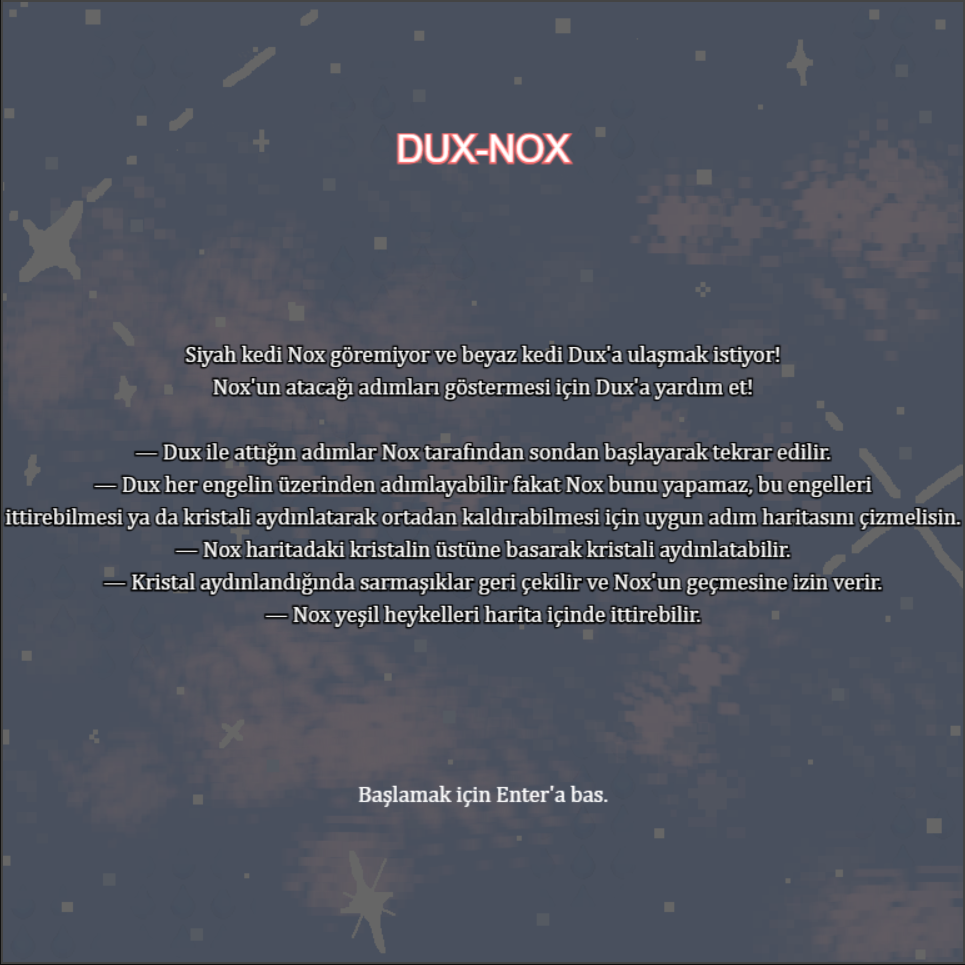 DUX-NOX
Siyah kedi Nox göremiyor ve beyaz kedi Dux'a ulaşmak istiyor!
Nox'un atacağı adımları göstermesi için Dux'a yardım et!
— Dux ile attığın adımlar Nox tarafından sondan başlayarak tekrar edilir.
— Dux her engelin üzerinden adımlayabilir fakat Nox bunu yapamaz, bu engelleri
ittirebilmesi ya da kristali aydınlatarak ortadan kaldırabilmesi için uygun adım haritasını çizmelisin.
— Nox haritadaki kristalin üstüne basarak kristali aydınlatabilir.
— Kristal aydınlandığında sarmaşıklar geri çekilir ve Nox'un geçmesine izin verir.
— Nox yeşil heykelleri harita içinde ittirebilir.
Başlamak için Enter'a bas.